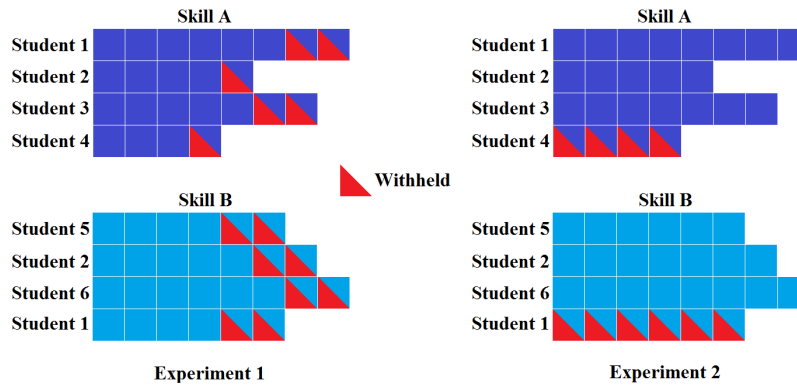 Skill A
Student 1
Student 2
Student 3
Student 4
Skill A
Student 1
Student 2
Student 3
Student 4
Withheld
Skill B
Student 5
Student 2
Student 6
Student 1
Skill B
Student 5
Student 2
Student 6
Student 1
Experiment 1
Experiment 2